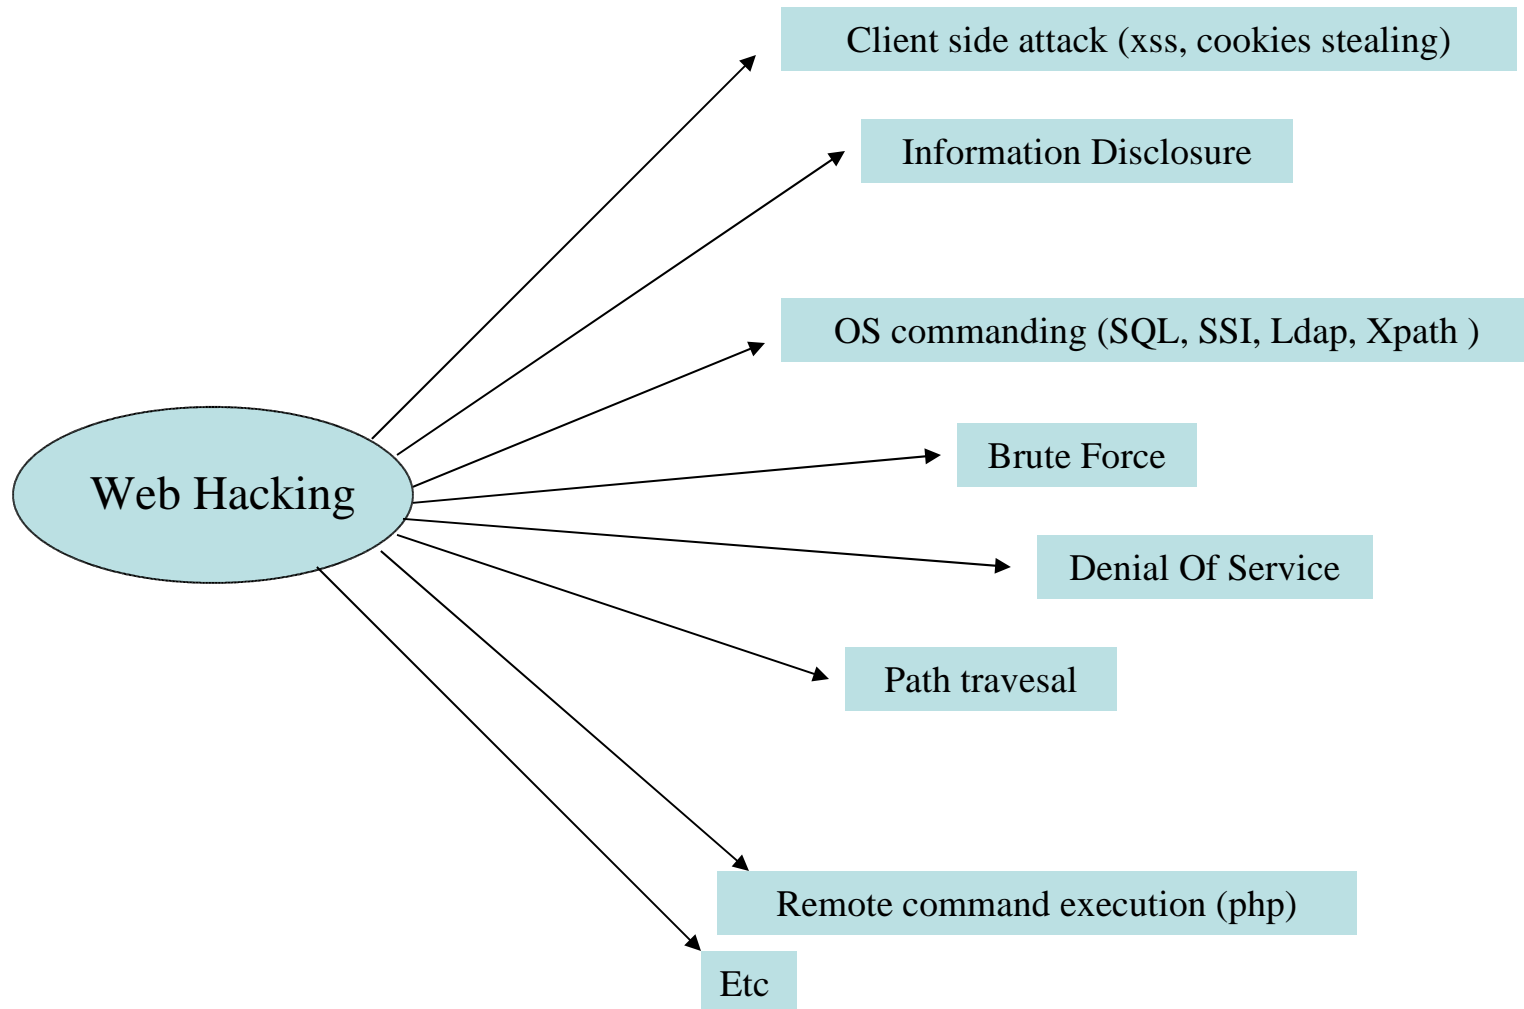 Client side attack (xss, cookies stealing)
Information Disclosure
OS commanding (SQL, SSI, Ldap, Xpath )
Brute Force
Web Hacking
Denial Of Service
Path travesal
Remote command execution (php)
Etc